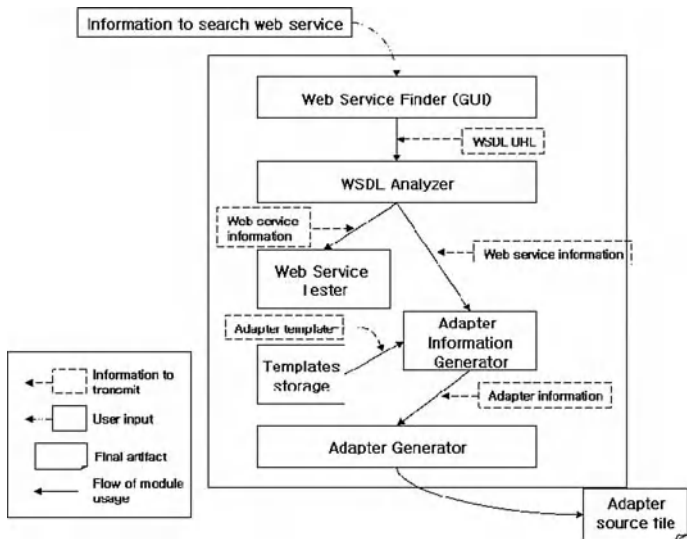 Information to search web service
Web Service Finder (GUI)
WSDL URL
WSDL Analyzer
Web service
information
Web service information
Web Service
Tester
Adapter template
Adapter
Information
Generator
Templates
storage
Adapter information
Adapter Generator
Adapter
source file
Information to
transmit
User input
Final artifact
Flow of module
usage